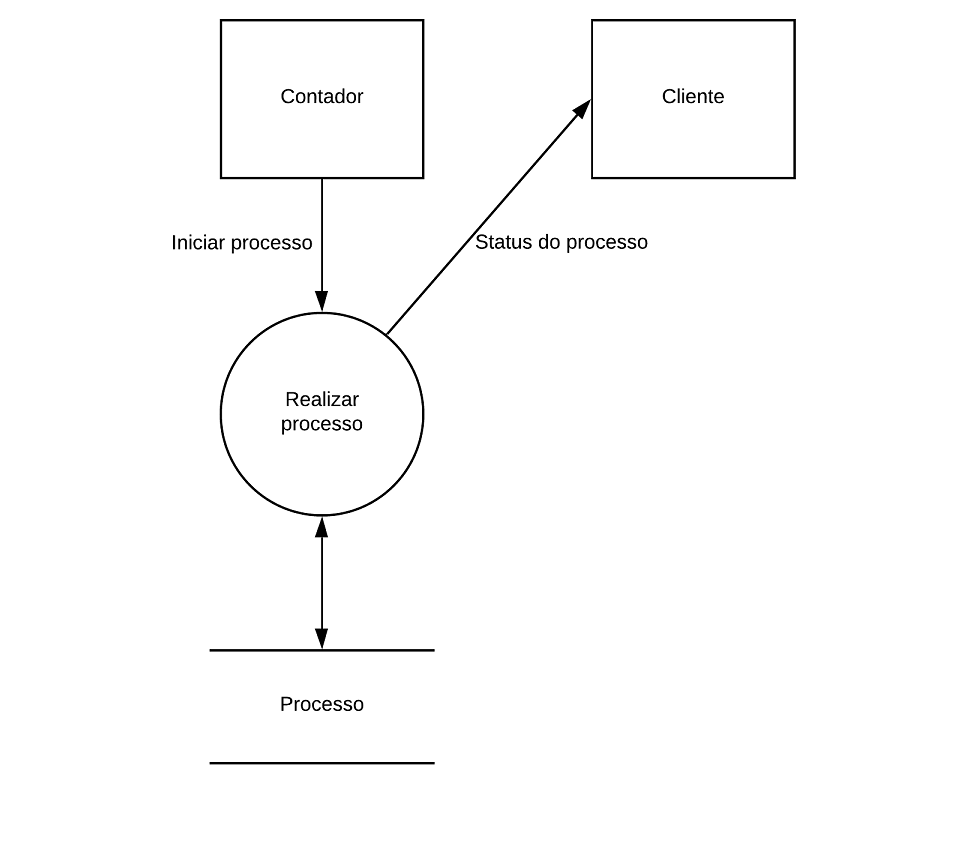 Contador
Cliente
Iniciar processo
Status do processo
Realizar
processo
Processo